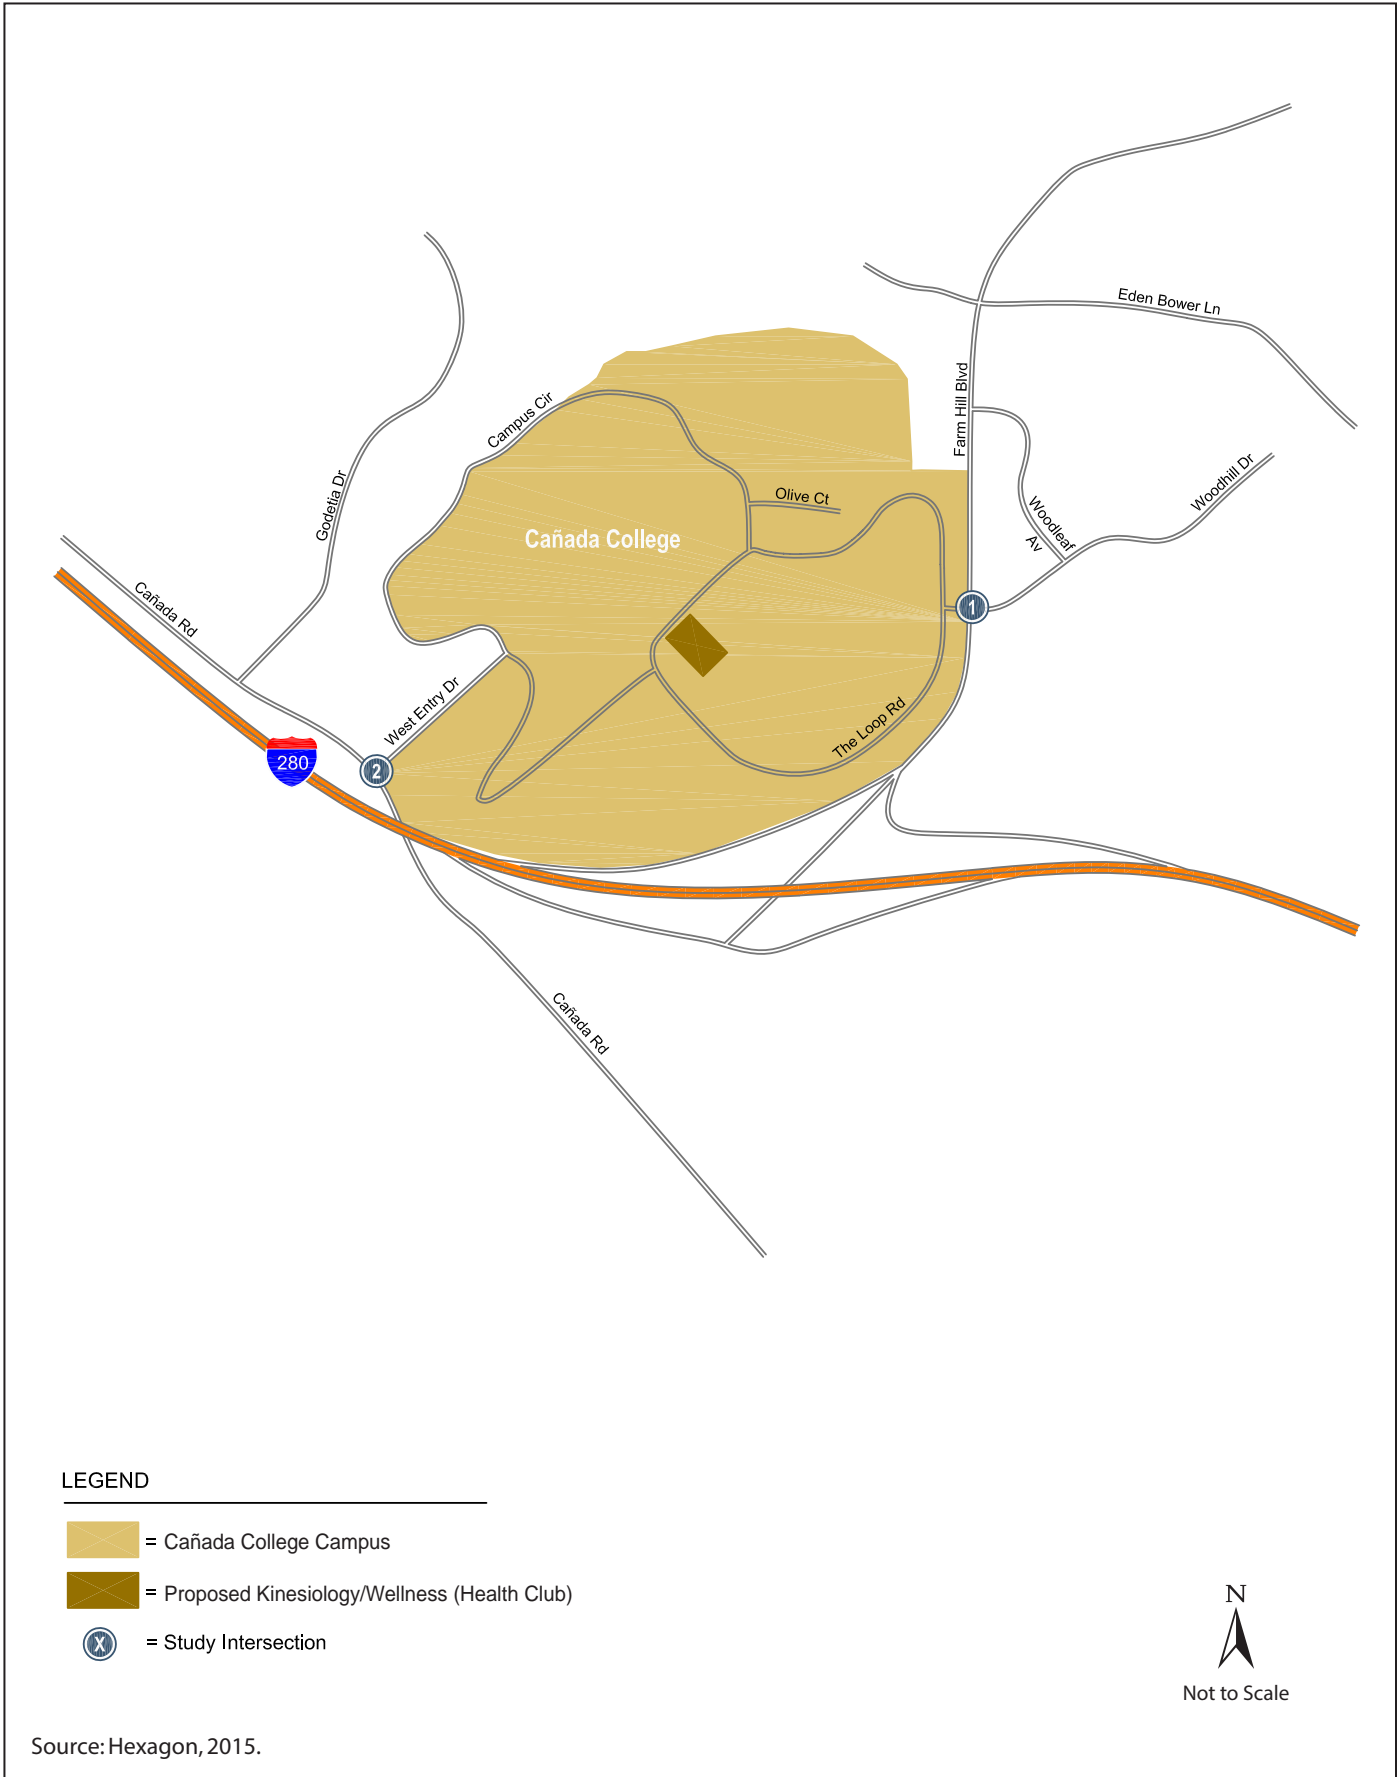 Eden Bower Ln
Farm Hill Blvd
Campus Cir
Godetia Dr
Olive Ct
Woodhill Dr
Woodleaf
Av
Cañada College
Cañada Rd
1
West Entry Dr
The Loop Rd
280
2
Cañada Rd
LEGEND
= Cañada College Campus
= Proposed Kinesiology/Wellness (Health Club)
X = Study Intersection
N
Not to Scale
Source: Hexagon, 2015.